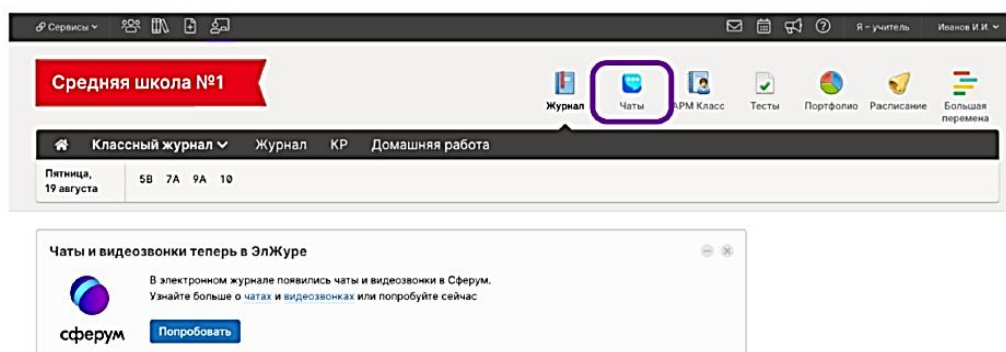 Сервисы
Я - учитель
Иванов И.И.
Средняя школа №1
Журнал
Чаты
АРМ Класс
Тесты
Портфолио
Расписание
Большая
перемена
Классный журнал Журнал КР Домашняя работа
Пятница,
19 августа
5В 7А 9А 10
Чаты и видеозвонки теперь в ЭлЖуре
В электронном журнале появились чаты и видеозвонки в Сферум.
Узнайте больше о чатах и видеозвонках или попробуйте сейчас
сферум
Попробовать